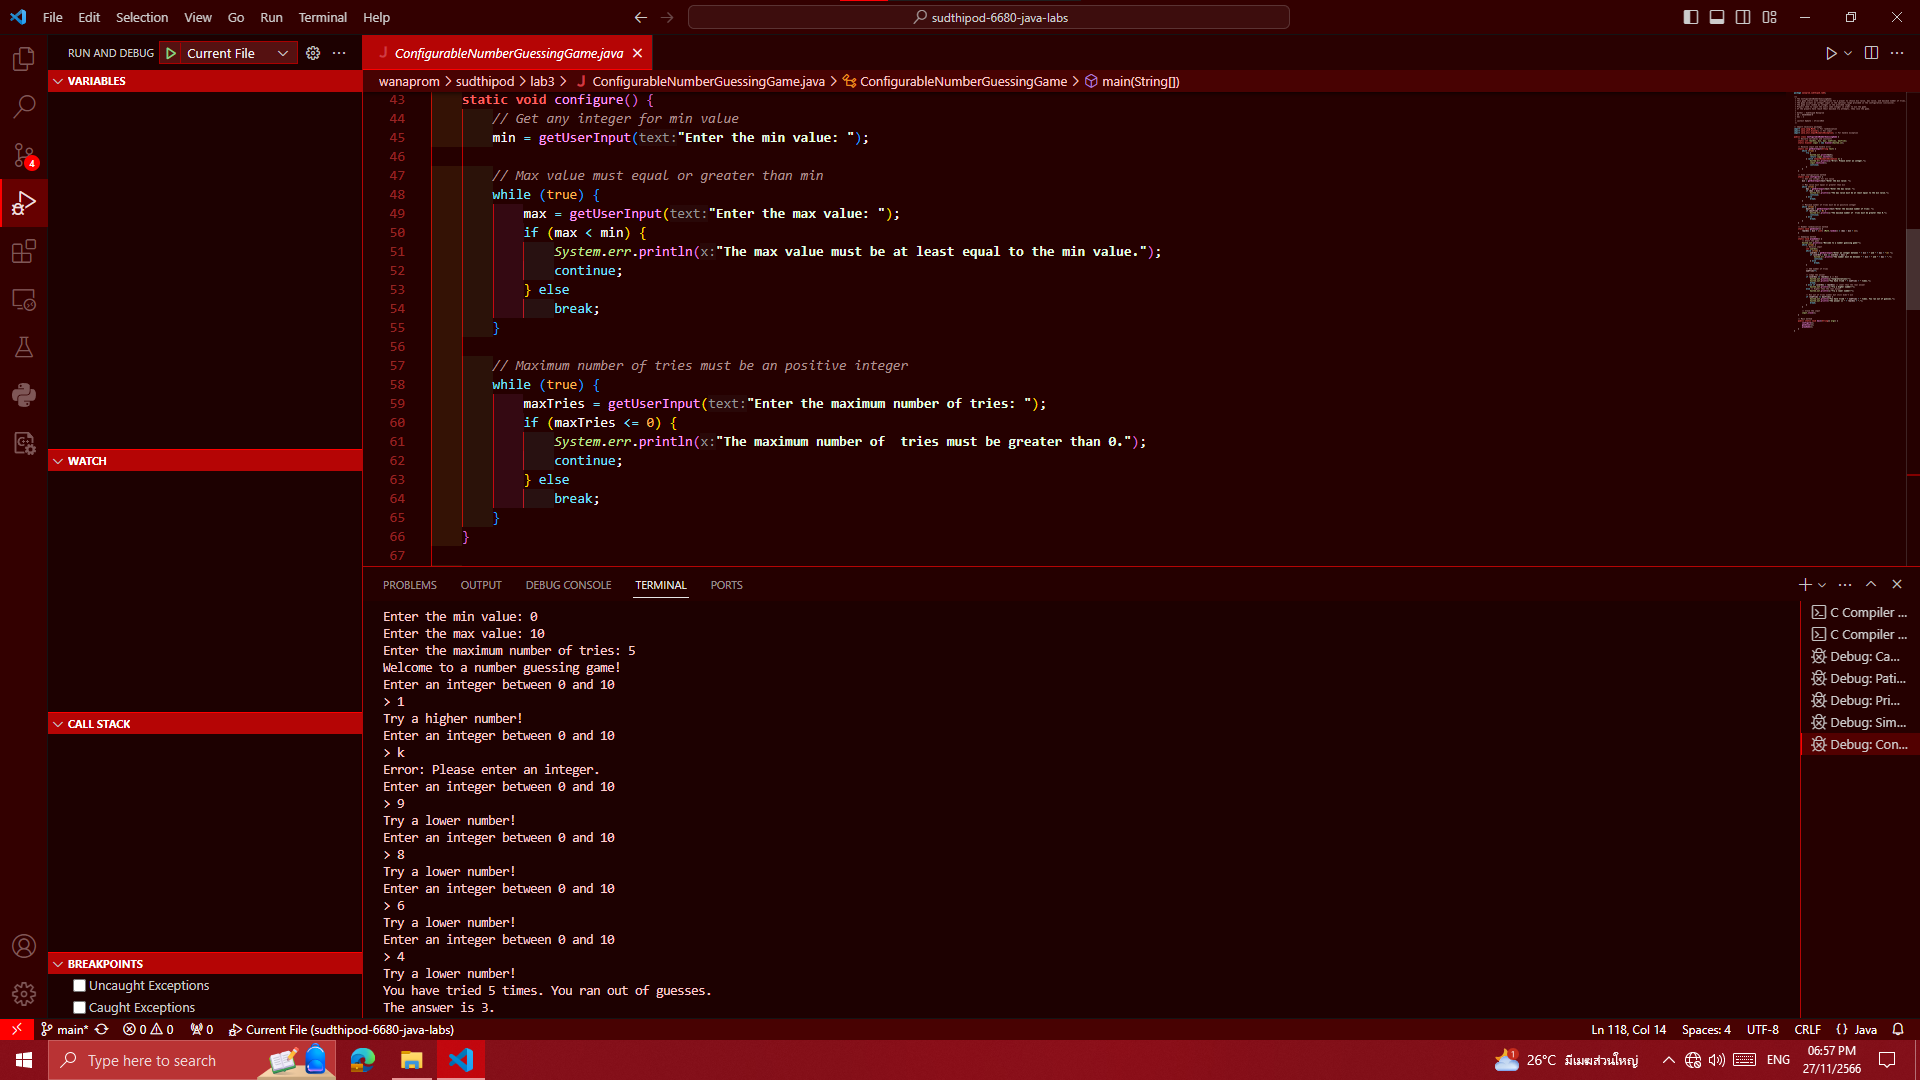 File Edit Selection View Go Run Terminal Help
sudthipod-6680-java-labs
RUN AND DEBUG Current File
ConfigurableNumberGuessingGame.java
wanaprom > sudthipod > lab3 > ConfigurableNumberGuessingGame.java > ConfigurableNumberGuessingGame > main(String[])
VARIABLES
WATCH
CALL STACK
BREAKPOINTS
Uncaught Exceptions
Caught Exceptions
4
43 static void configure() {
44 // Get any integer for min value
45 min = getUserInput(text:"Enter the min value: ");
46
47 // Max value must equal or greater than min
48 while (true) {
49 max = getUserInput(text:"Enter the max value: ");
50 if (max < min) {
51 System.err.println(x:"The max value must be at least equal to the min value.");
52 continue;
53 } else
54 break;
55 }
56
57 // Maximum number of tries must be an positive integer
58 while (true) {
59 maxTries = getUserInput(text:"Enter the maximum number of tries: ");
60 if (maxTries <= 0) {
61 System.err.println(x:"The maximum number of  tries must be greater than 0.");
62 continue;
63 } else
64 break;
65 }
66 }
67
PROBLEMS OUTPUT DEBUG CONSOLE TERMINAL PORTS
Enter the min value: 0
Enter the max value: 10
Enter the maximum number of tries: 5
Welcome to a number guessing game!
Enter an integer between 0 and 10
> 1
Try a higher number!
Enter an integer between 0 and 10
> k
Error: Please enter an integer.
Enter an integer between 0 and 10
> 9
Try a lower number!
Enter an integer between 0 and 10
> 8
Try a lower number!
Enter an integer between 0 and 10
> 6
Try a lower number!
Enter an integer between 0 and 10
> 4
Try a lower number!
You have tried 5 times. You ran out of guesses.
The answer is 3.
C Compiler ...
C Compiler ...
Debug: Ca...
Debug: Pati...
Debug: Pri...
Debug: Sim...
Debug: Con...
main* 0 0 0 Current File (sudthipod-6680-java-labs) Ln 118, Col 14 Spaces: 4 UTF-8 CRLF {} Java
Type here to search
1 26°C มีเมฆส่วนใหญ่ ENG 06:57 PM
27/11/2566